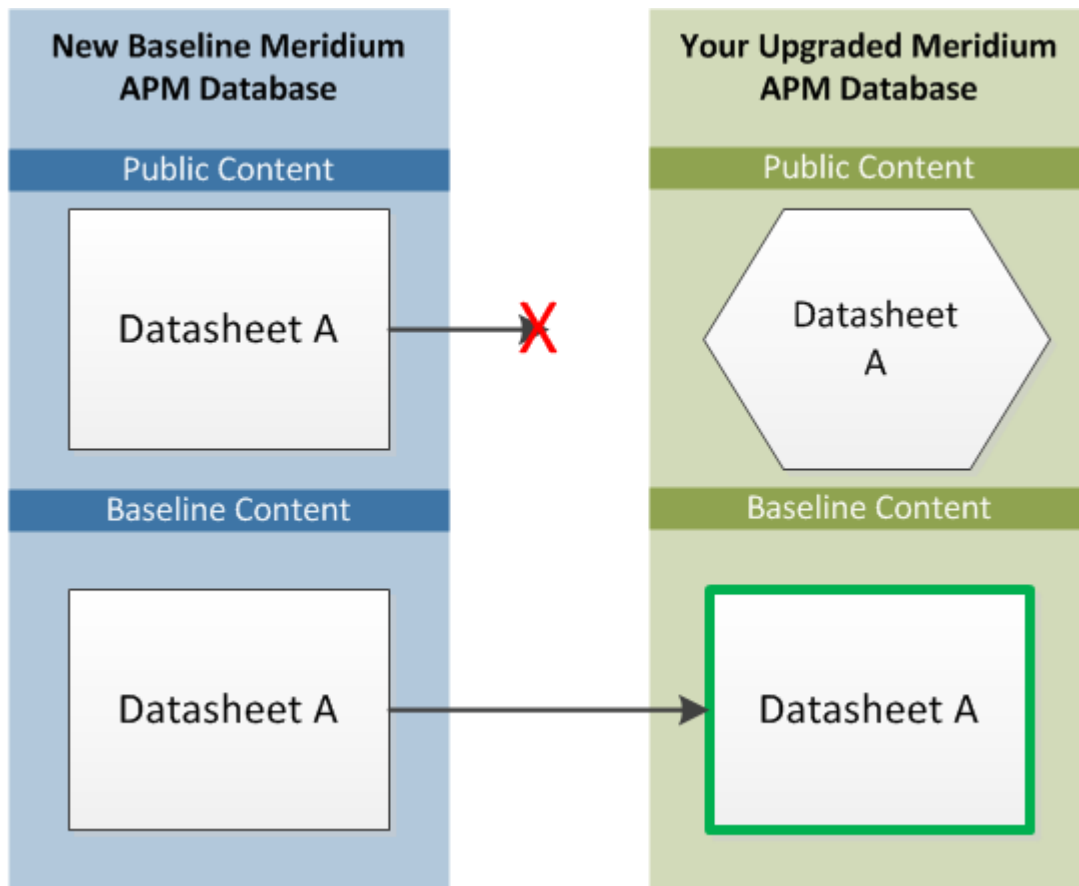 New Baseline Meridium
APM Database
Public Content
Datasheet A
X
Baseline Content
Datasheet A
Your Upgraded Meridium
APM Database
Public Content
Datasheet
A
Baseline Content
Datasheet A